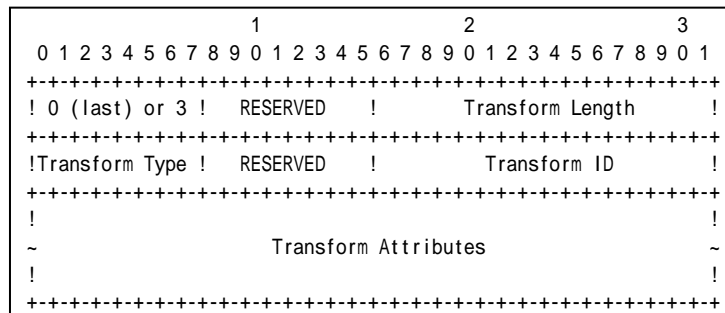 1 2 3
0 1 2 3 4 5 6 7 8 9 0 1 2 3 4 5 6 7 8 9 0 1 2 3 4 5 6 7 8 9 0 1
+-+-+-+-+-+-+-+-+-+-+-+-+-+-+-+-+-+-+-+-+-+-+-+-+-+-+-+-+-+-+-+-+
! 0 (last) or 3 ! RESERVED ! Transform Length !
+-+-+-+-+-+-+-+-+-+-+-+-+-+-+-+-+-+-+-+-+-+-+-+-+-+-+-+-+-+-+-+-+
!Transform Type ! RESERVED ! Transform ID !
+-+-+-+-+-+-+-+-+-+-+-+-+-+-+-+-+-+-+-+-+-+-+-+-+-+-+-+-+-+-+-+-+
! !
~ Transform Attributes ~
! !
+-+-+-+-+-+-+-+-+-+-+-+-+-+-+-+-+-+-+-+-+-+-+-+-+-+-+-+-+-+-+-+-+